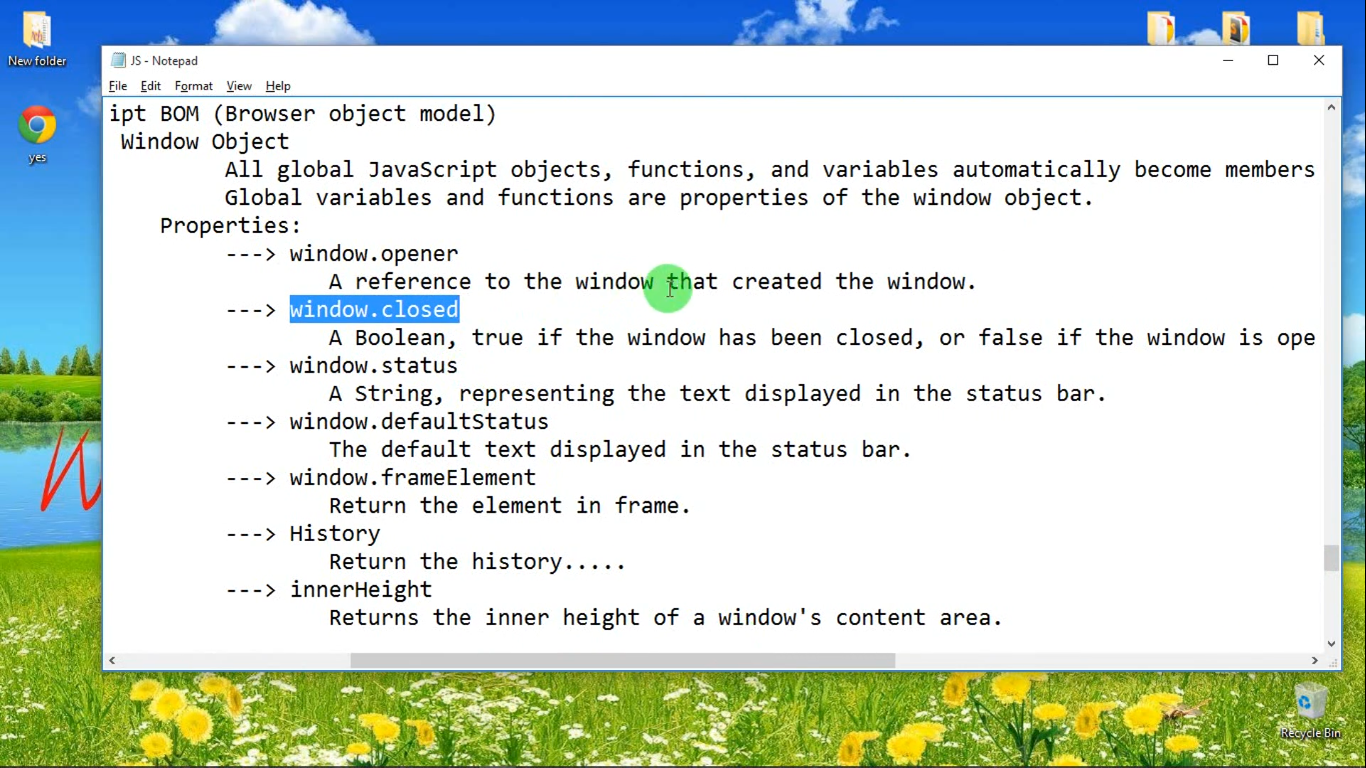 New folder
yes
JS - Notepad
File Edit Format View Help
ipt BOM (Browser object model)
Window Object
All global JavaScript objects, functions, and variables automatically become members
Global variables and functions are properties of the window object.
Properties:
---> window.opener
A reference to the window that created the window.
---> window.closed
A Boolean, true if the window has been closed, or false if the window is ope
---> window.status
A String, representing the text displayed in the status bar.
---> window.defaultStatus
The default text displayed in the status bar.
---> window.frameElement
Return the element in frame.
---> History
Return the history.....
---> innerHeight
Returns the inner height of a window's content area.
Recycle Bin